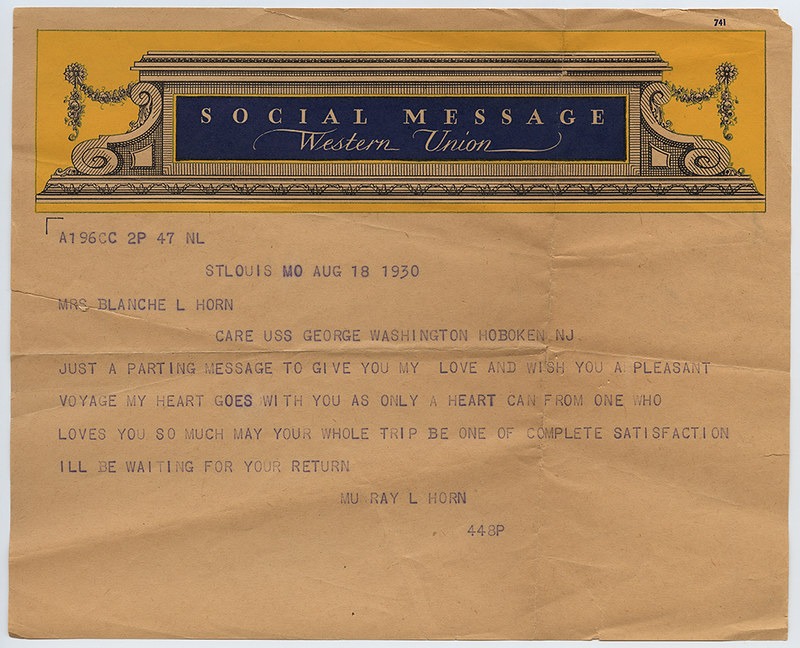 741
SOCIAL MESSAGE
Western Union
A196CC 2P 47 NL
STLOUIS MO AUG 18 1930
MRS BLANCHE L HORN
CARE USS GEORGE WASHINGTON HOBOKEN NJ
JUST A PARTING MESSAGE TO GIVE YOU MY LOVE AND WISH YOU A PLEASANT
VOYAGE MY HEART GOES WITH YOU AS ONLY A HEART CAN FROM ONE WHO
LOVES YOU SO MUCH MAY YOUR WHOLE TRIP BE ONE OF COMPLETE SATISFACTION
ILL BE WAITING FOR YOUR RETURN
MU RAY L HORN
448P